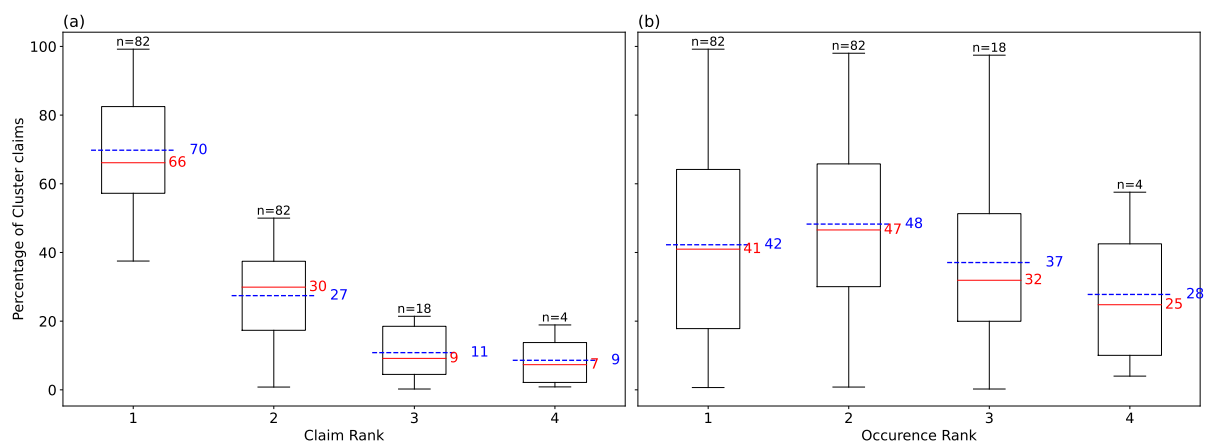 (a)
(b)
Percentage of Cluster claims
100
80
60
40
20
0
n=82
70
66
n=82
30
27
n=18
11
9
n=4
9
7
1
2
3
4
Claim Rank
n=82
42
41
n=82
48
47
n=18
37
32
n=4
28
25
1
2
3
4
Occurence Rank